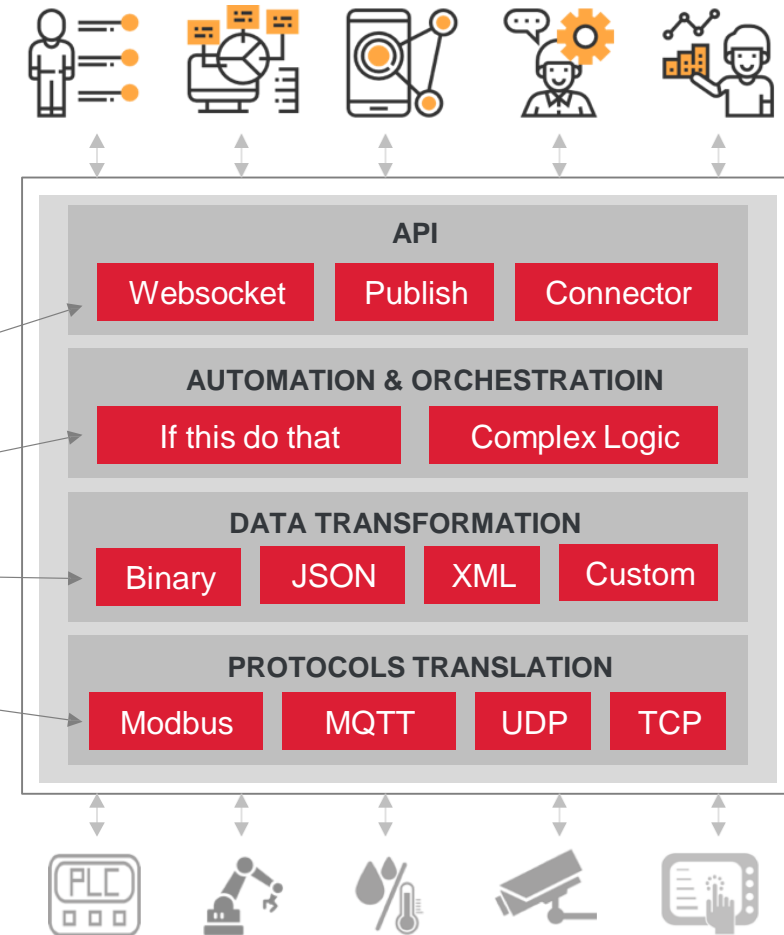 API
Websocket Publish Connector
AUTOMATION & ORCHESTRATIOIN
If this do that Complex Logic
DATA TRANSFORMATION
Binary JSON XML Custom
PROTOCOLS TRANSLATION
Modbus MQTT UDP TCP
PLC